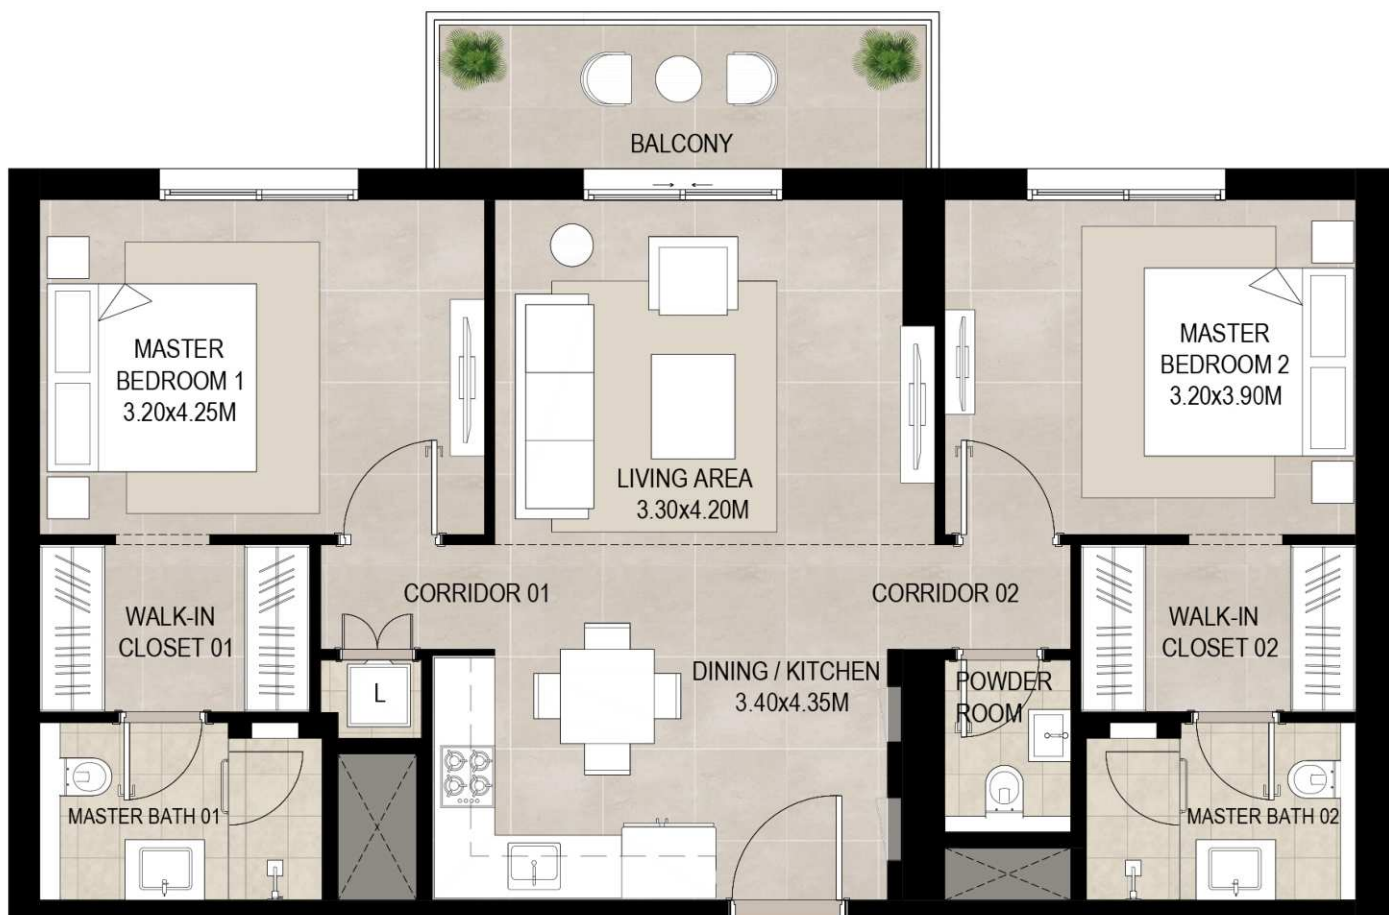 BALCONY
MASTER
BEDROOM 1
3.20x4.25M
MASTER
BEDROOM 2
3.20x3.90M
LIVING AREA
3.30x4.20M
CORRIDOR 01
CORRIDOR 02
WALK-IN
CLOSET 01
WALK-IN
CLOSET 02
DINING / KITCHEN
3.40x4.35M
POWDER
ROOM
L
MASTER BATH 01
MASTER BATH 02